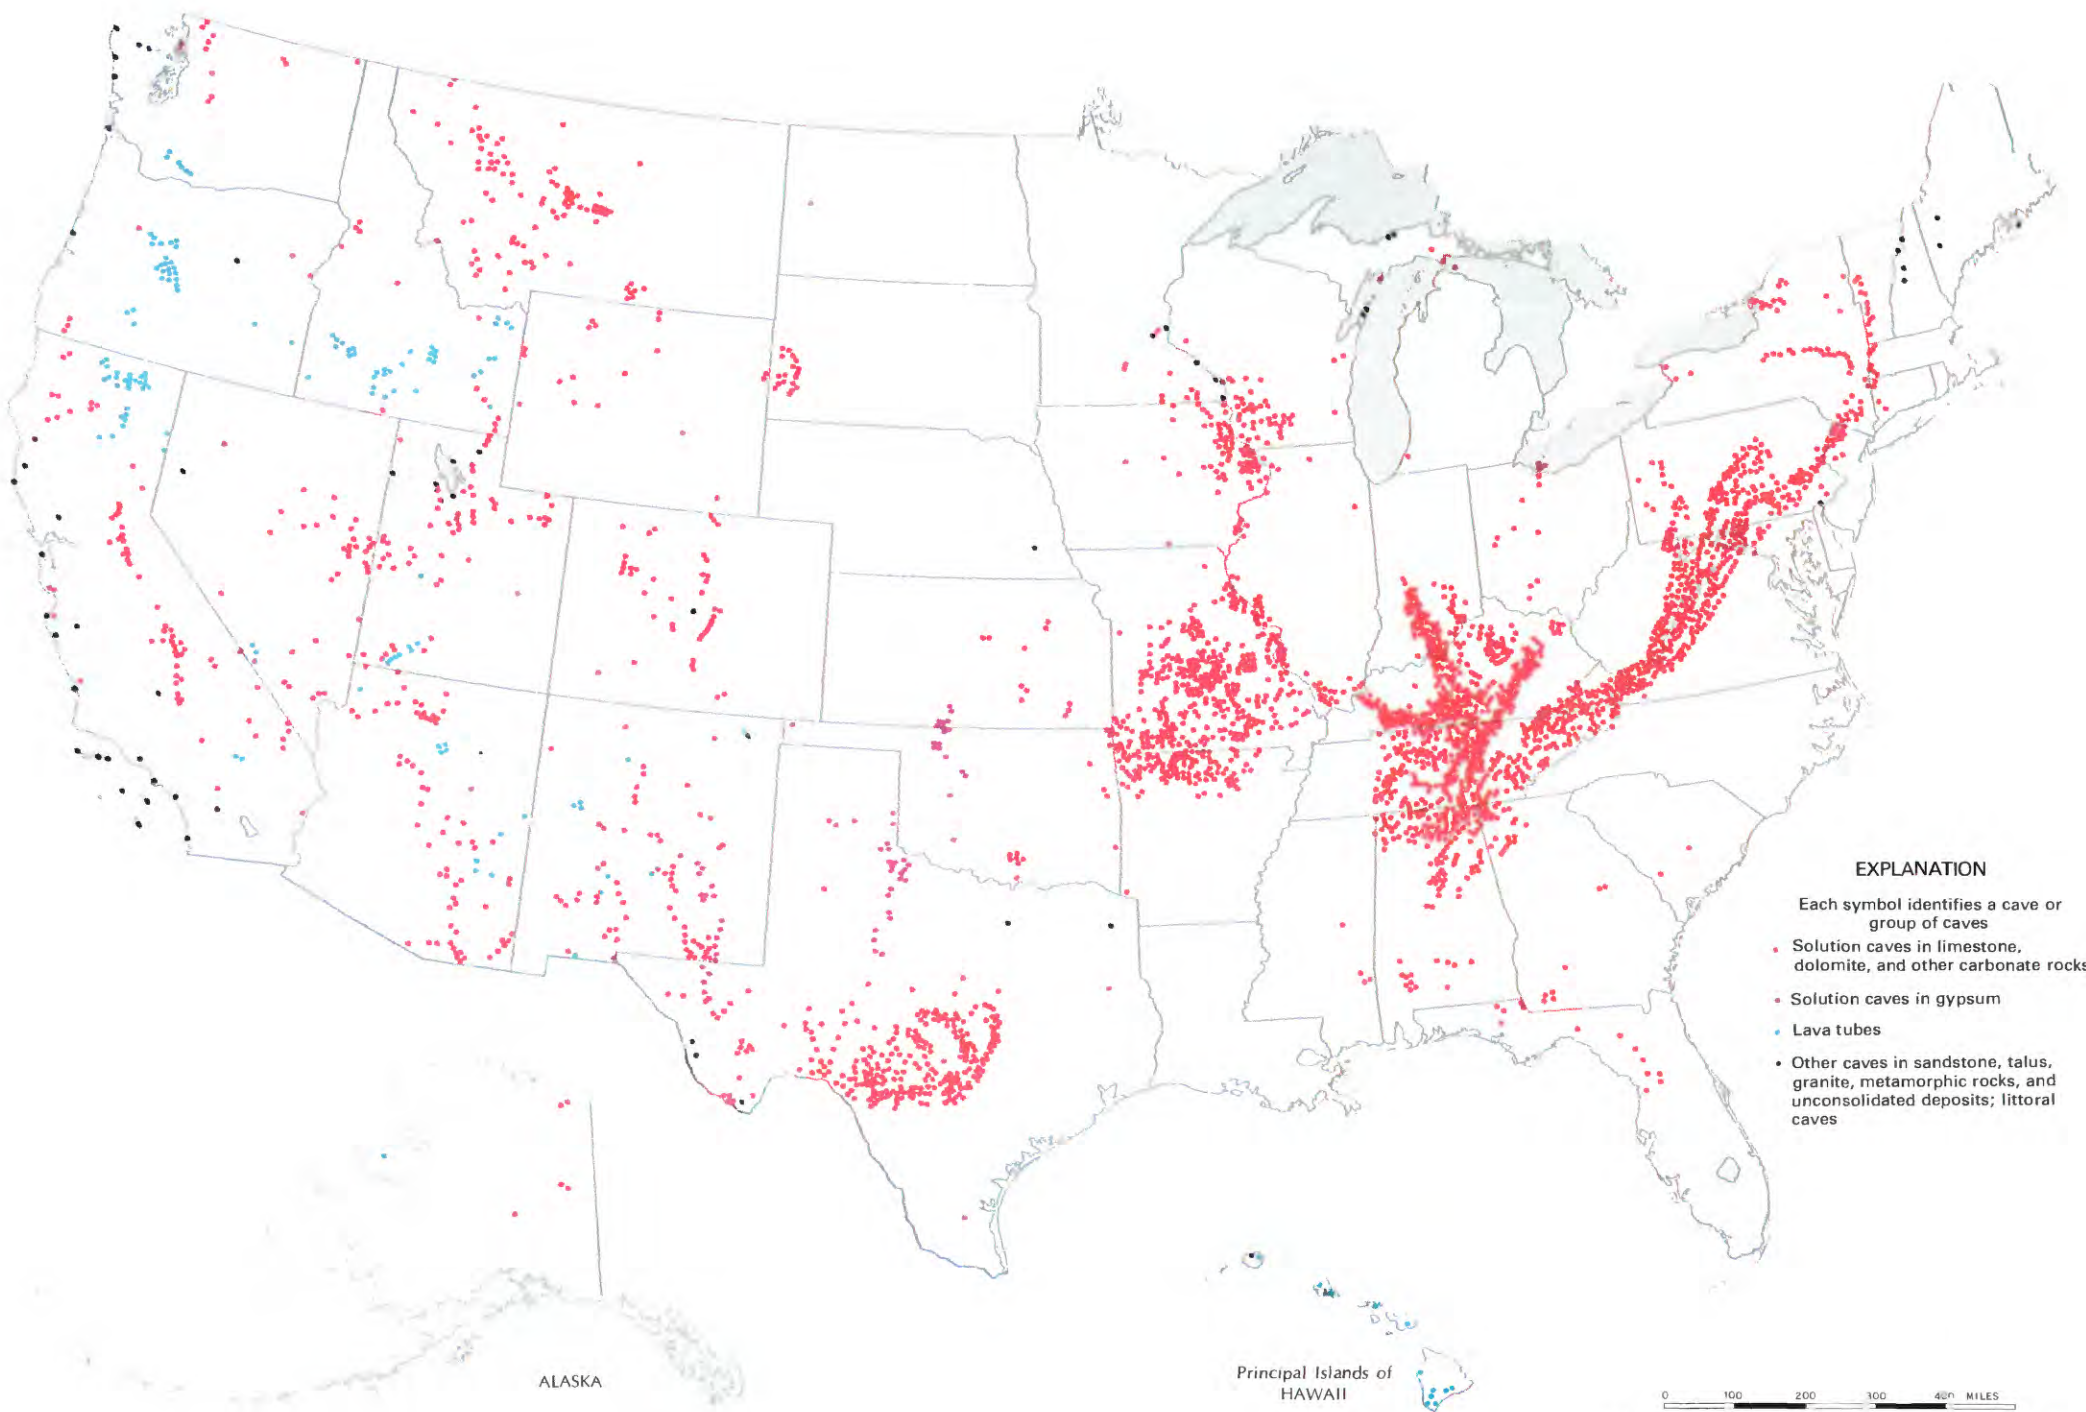 EXPLANATION
Each symbol identifies a cave or
group of caves
Solution caves in limestone,
dolomite, and other carbonate rocks
Solution caves in gypsum
Lava tubes
Other caves in sandstone, talus,
granite, metamorphic rocks, and
unconsolidated deposits; littoral
caves
ALASKA
Principal Islands of
HAWAII
0 100 200 300 400 MILES